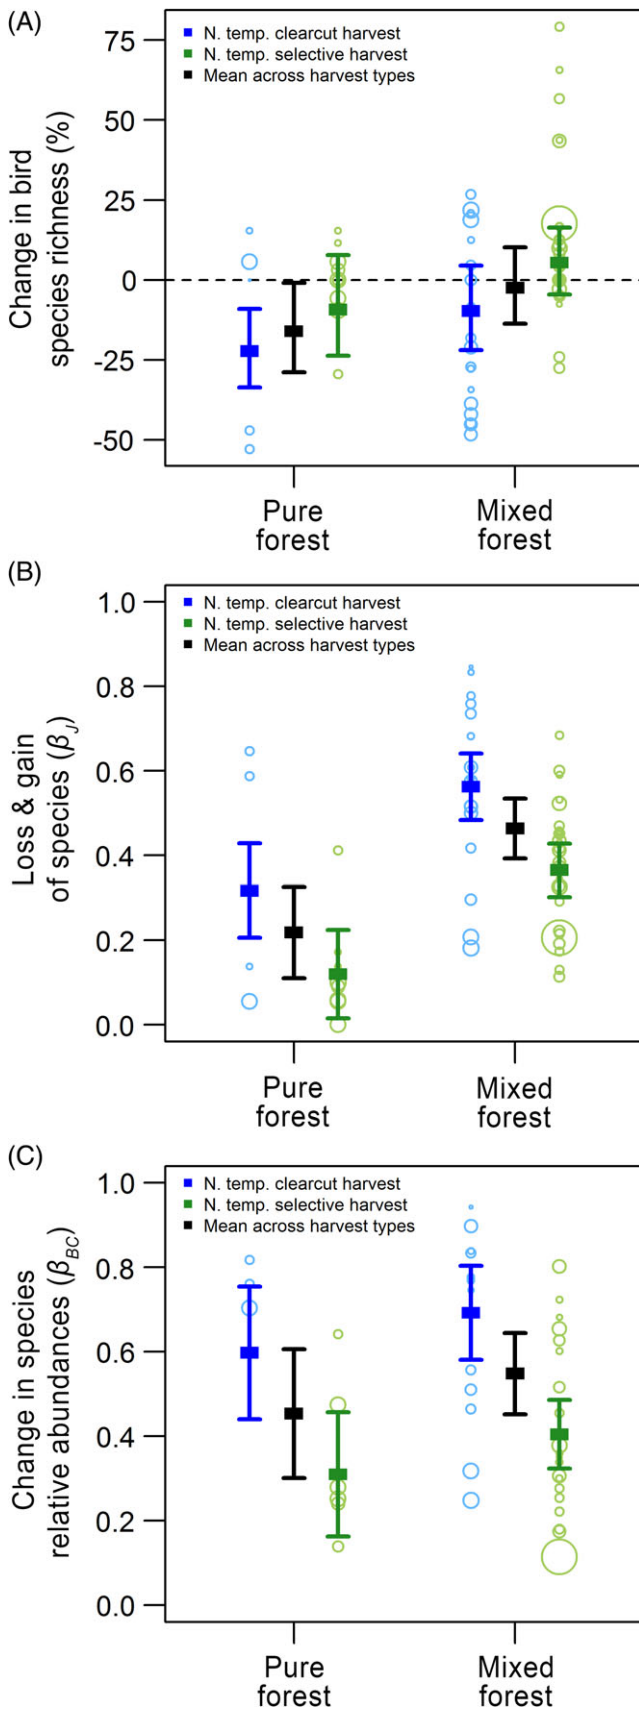 (A)
N. temp. clearcut harvest
N. temp. selective harvest
Mean across harvest types
Change in bird
species richness (%)
75
50
25
0
-25
-50
Pure
forest
Mixed
forest
(B)
N. temp. clearcut harvest
N. temp. selective harvest
Mean across harvest types
Loss & gain
of species (βJ)
1.0
0.8
0.6
0.4
0.2
0.0
Pure
forest
Mixed
forest
(C)
N. temp. clearcut harvest
N. temp. selective harvest
Mean across harvest types
Change in species
relative abundances (βBC)
1.0
0.8
0.6
0.4
0.2
0.0
Pure
forest
Mixed
forest